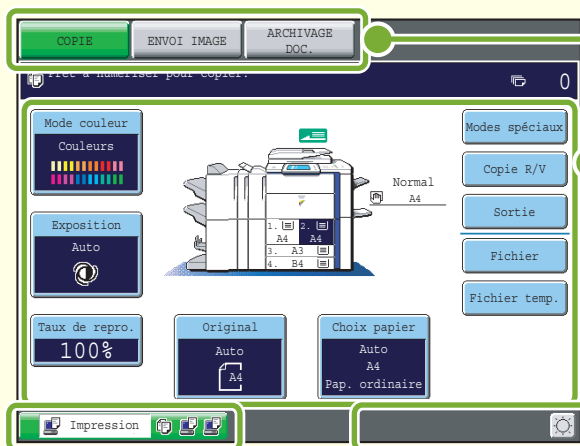 COPIE
ENVOI IMAGE
ARCHIVAGE
DOC.
Prêt à numériser pour copier.
0
Mode couleur
Couleurs
Exposition
Auto
Taux de repro.
100%
Original
Auto
A4
Choix papier
Auto
A4
Pap. ordinaire
1.
A4
2.
A4
3. A3
4. B4
Normal
A4
Modes spéciaux
Copie R/V
Sortie
Fichier
Fichier temp.
Impression